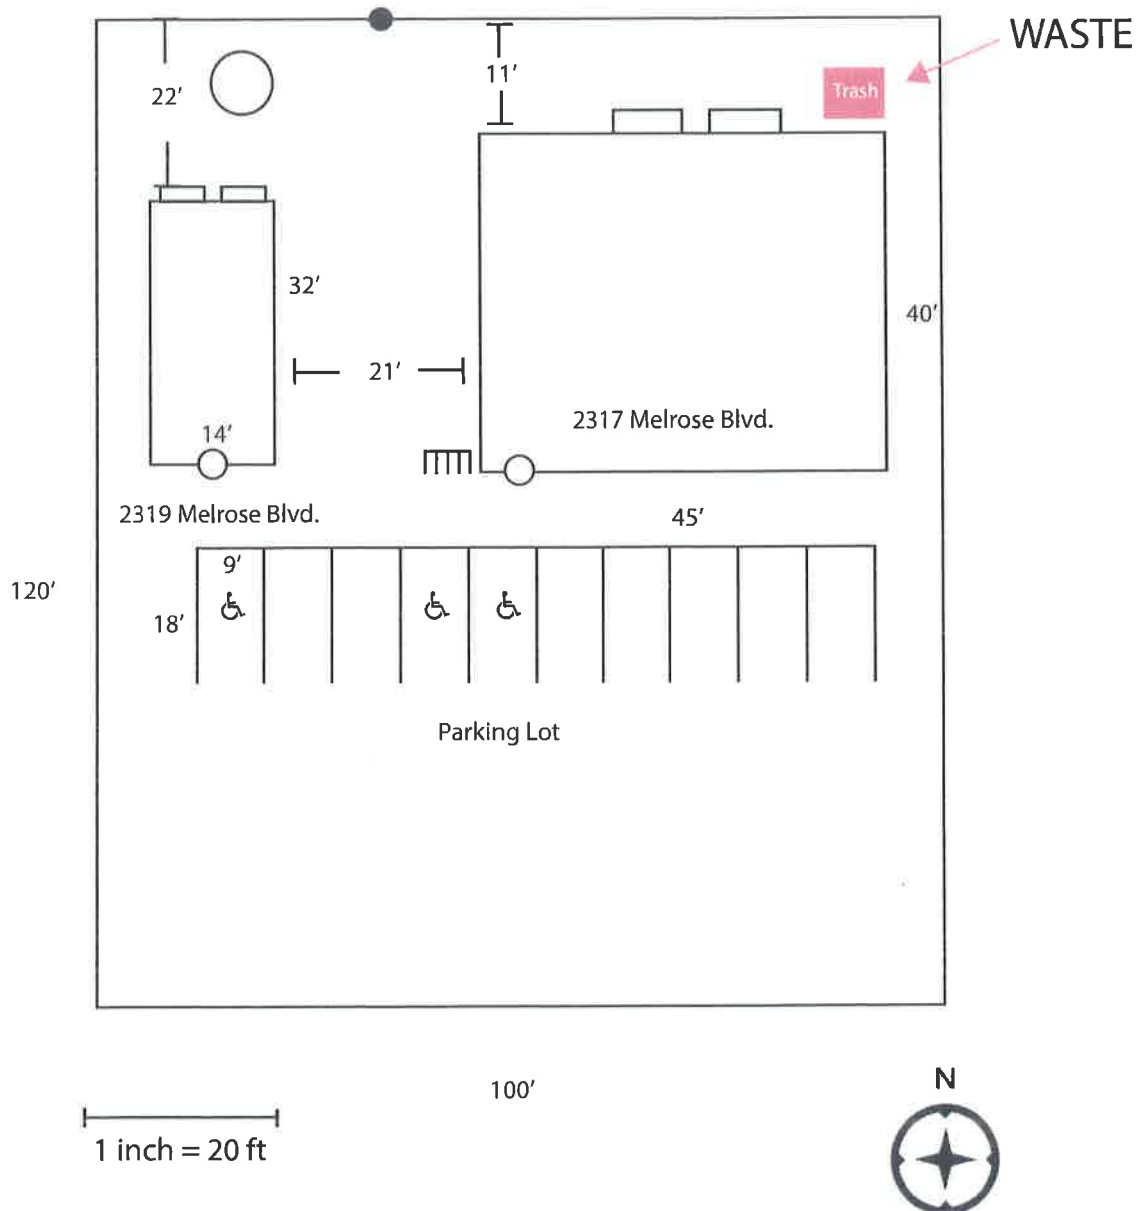 WASTE
11'
22'
Trash
32'
40'
21'
2317 Melrose Blvd.
14'
2319 Melrose Blvd.
45'
9'
120'
18'
Parking Lot
100'
N
1 inch = 20 ft